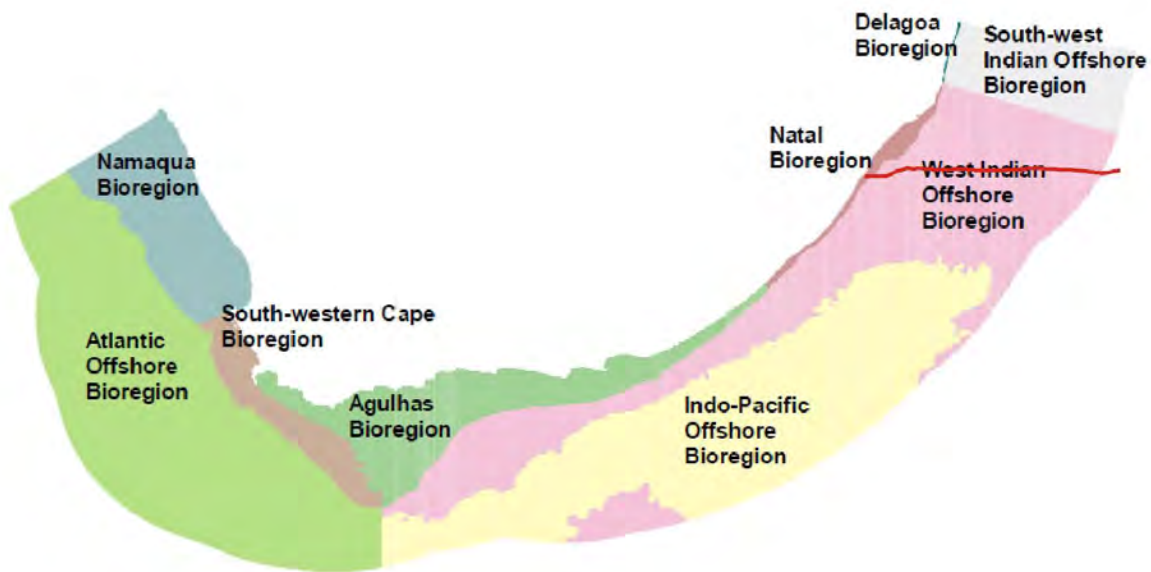 Delagoa
Bioregion
South-west
Indian Offshore
Bioregion
Natal
Bioregion
Namaqua
Bioregion
West Indian
Offshore
Bioregion
South-western Cape
Bioregion
Atlantic
Offshore
Bioregion
Agulhas
Bioregion
Indo-Pacific
Offshore
Bioregion